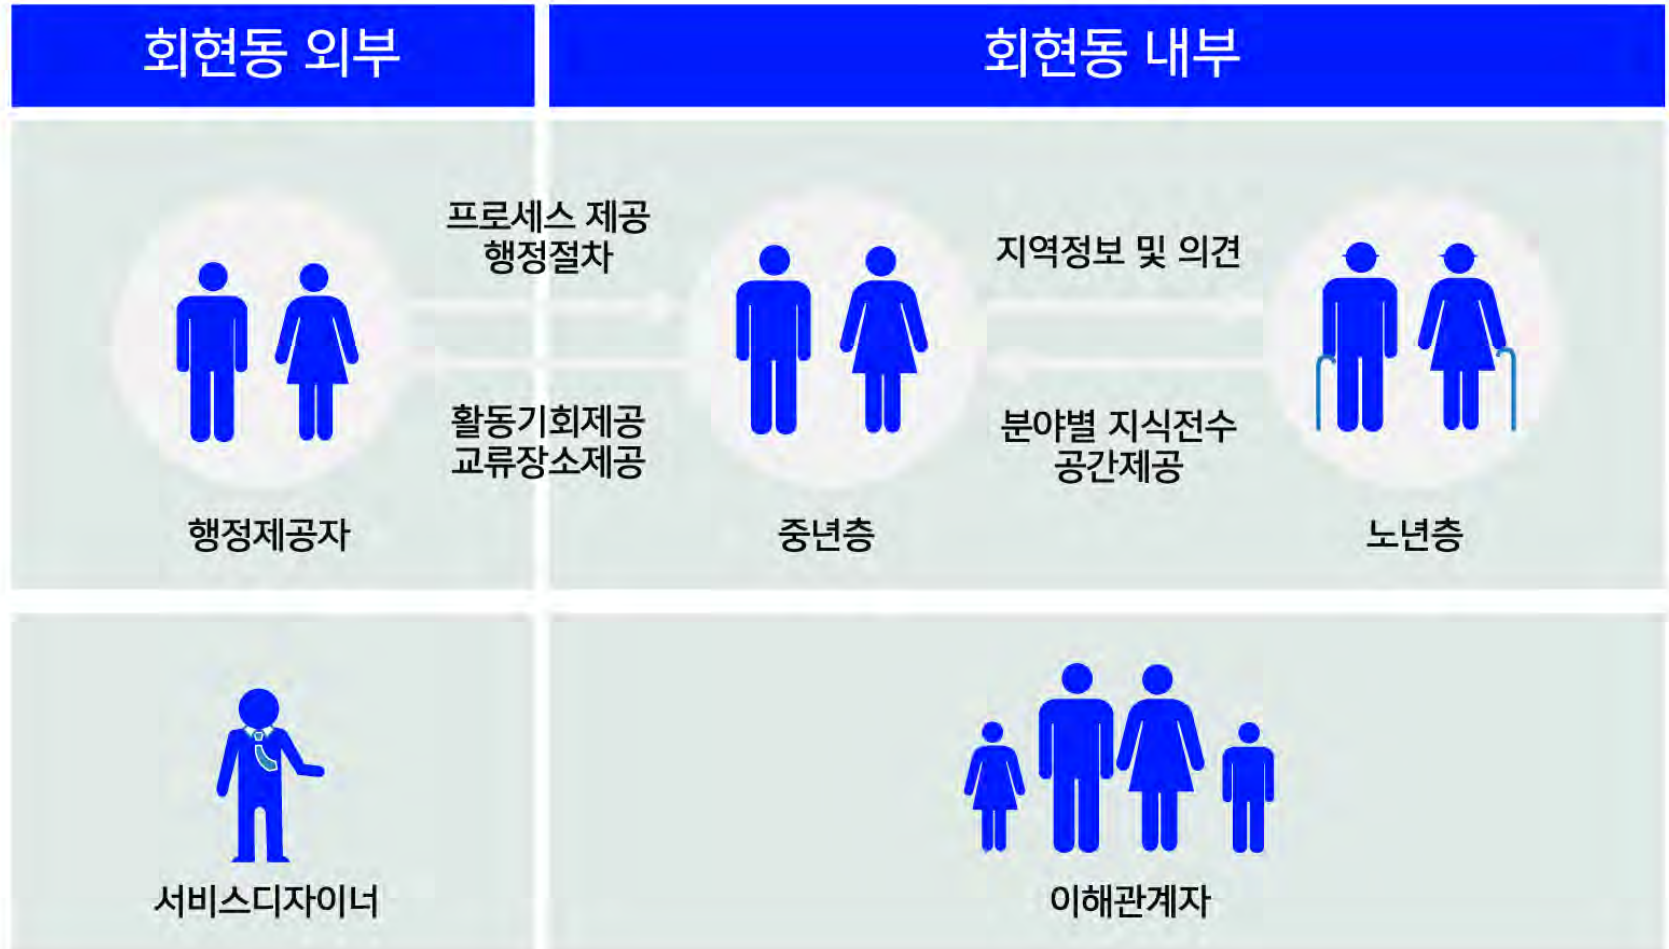 회현동 외부
회현동 내부
프로세스 제공
행정절차
지역정보 및 의견
활동기회제공
교류장소제공
분야별 지식전수
공간제공
행정제공자
중년층
노년층
서비스디자이너
이해관계자